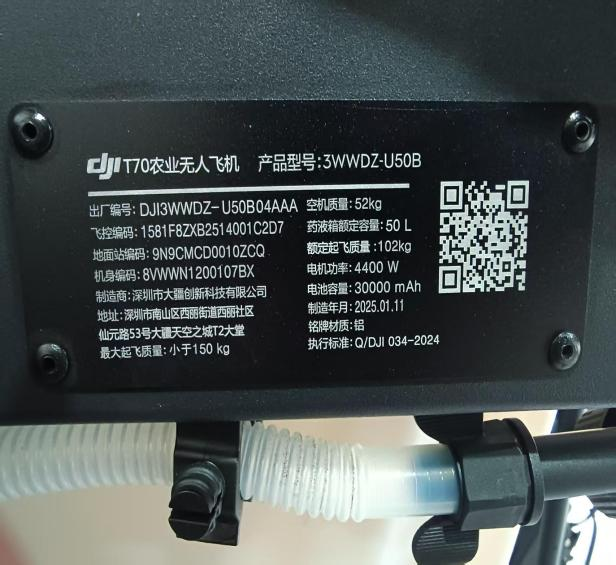 dji T70农业无人飞机 产品型号:3WWDZ-U50B
出厂编号: DJI3WWDZ-U50B04AAA
飞控编码: 1581F8ZXB2514001C2D7
地面站编码: 9N9CMCD0010ZCQ
机身编码: 8VWWN1200107BX
制造商: 深圳市大疆创新科技有限公司
地址: 深圳市南山区西丽街道西丽社区
仙元路53号大疆天空之城T2大堂
最大起飞质量: 小于150 kg
空机质量: 52kg
药液箱额定容量: 50 L
额定起飞质量:102kg
电机功率: 4400 W
电池容量: 30000 mAh
制造年月: 2025.01.11
铭牌材质: 铝
执行标准: Q/DJI 034-2024